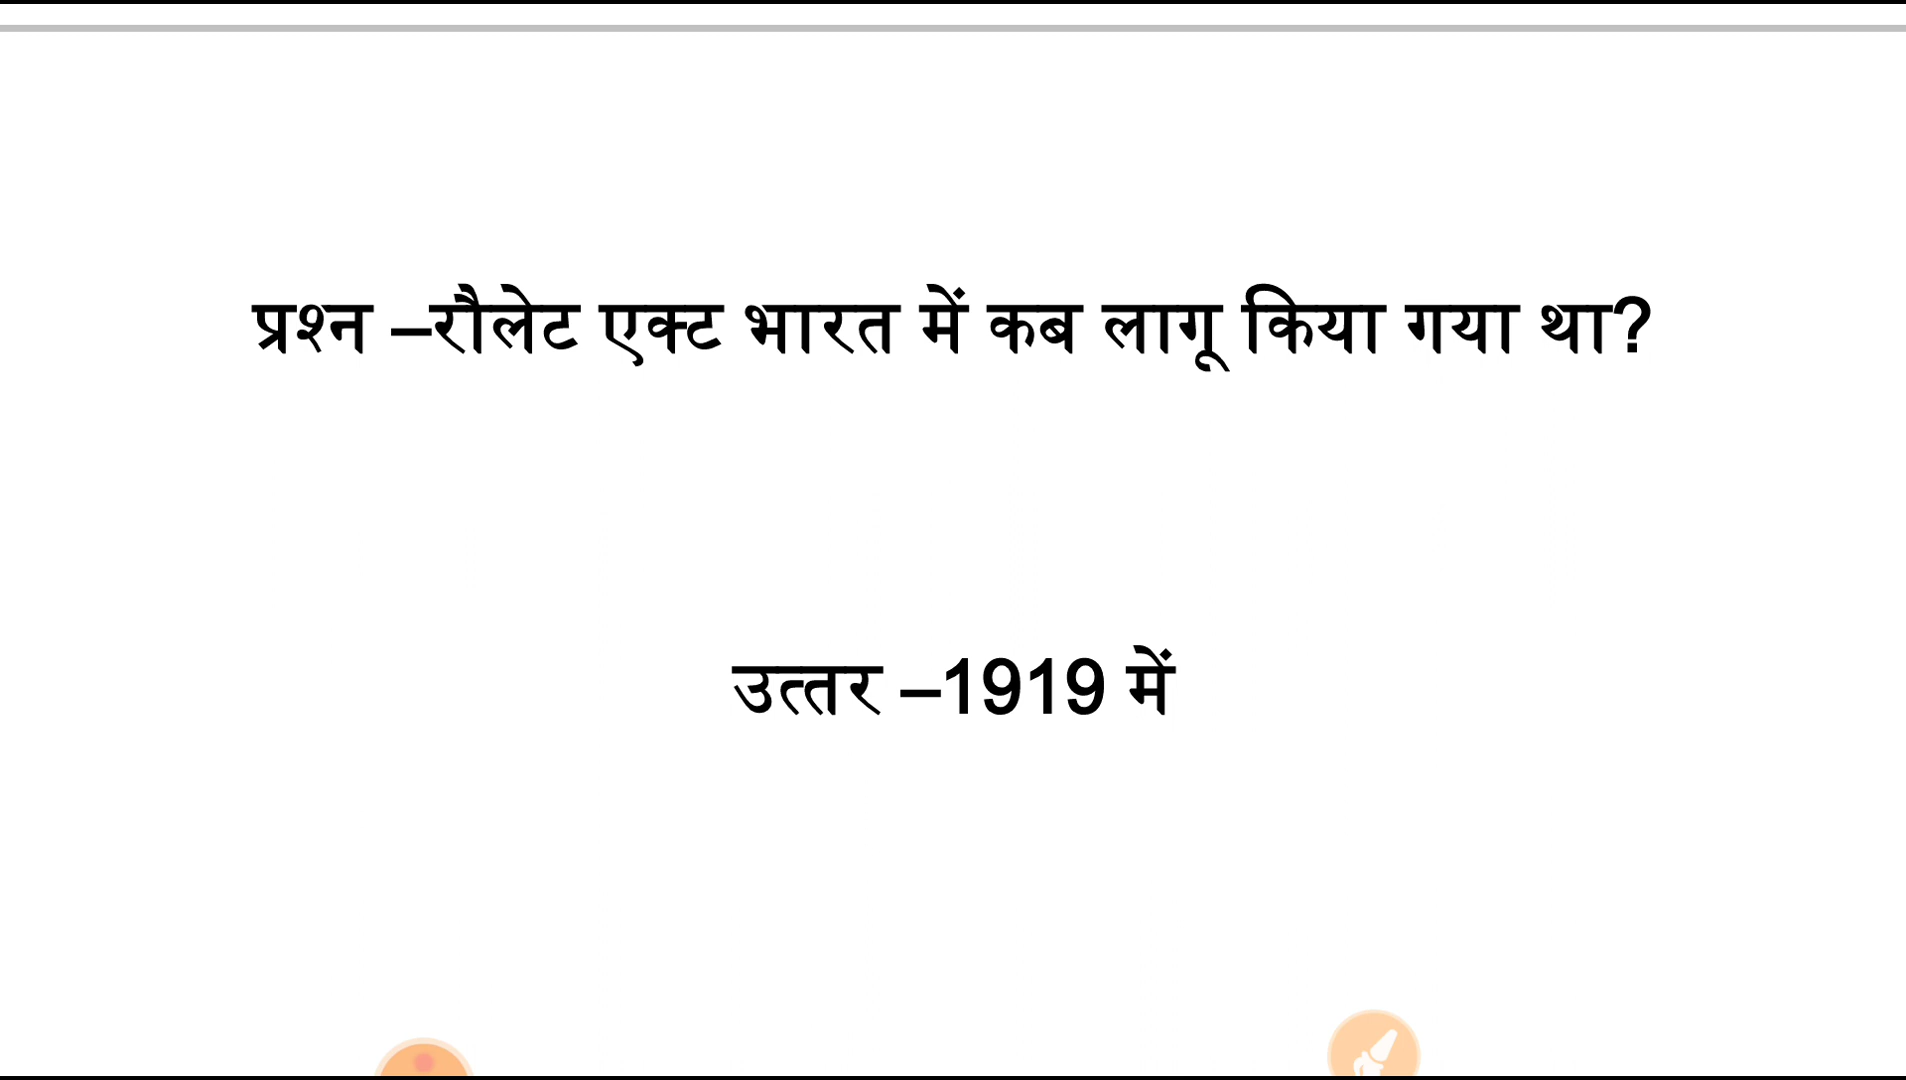 प्रश्न –रौलेट एक्ट भारत में कब लागू किया गया था?
उत्तर –1919 में